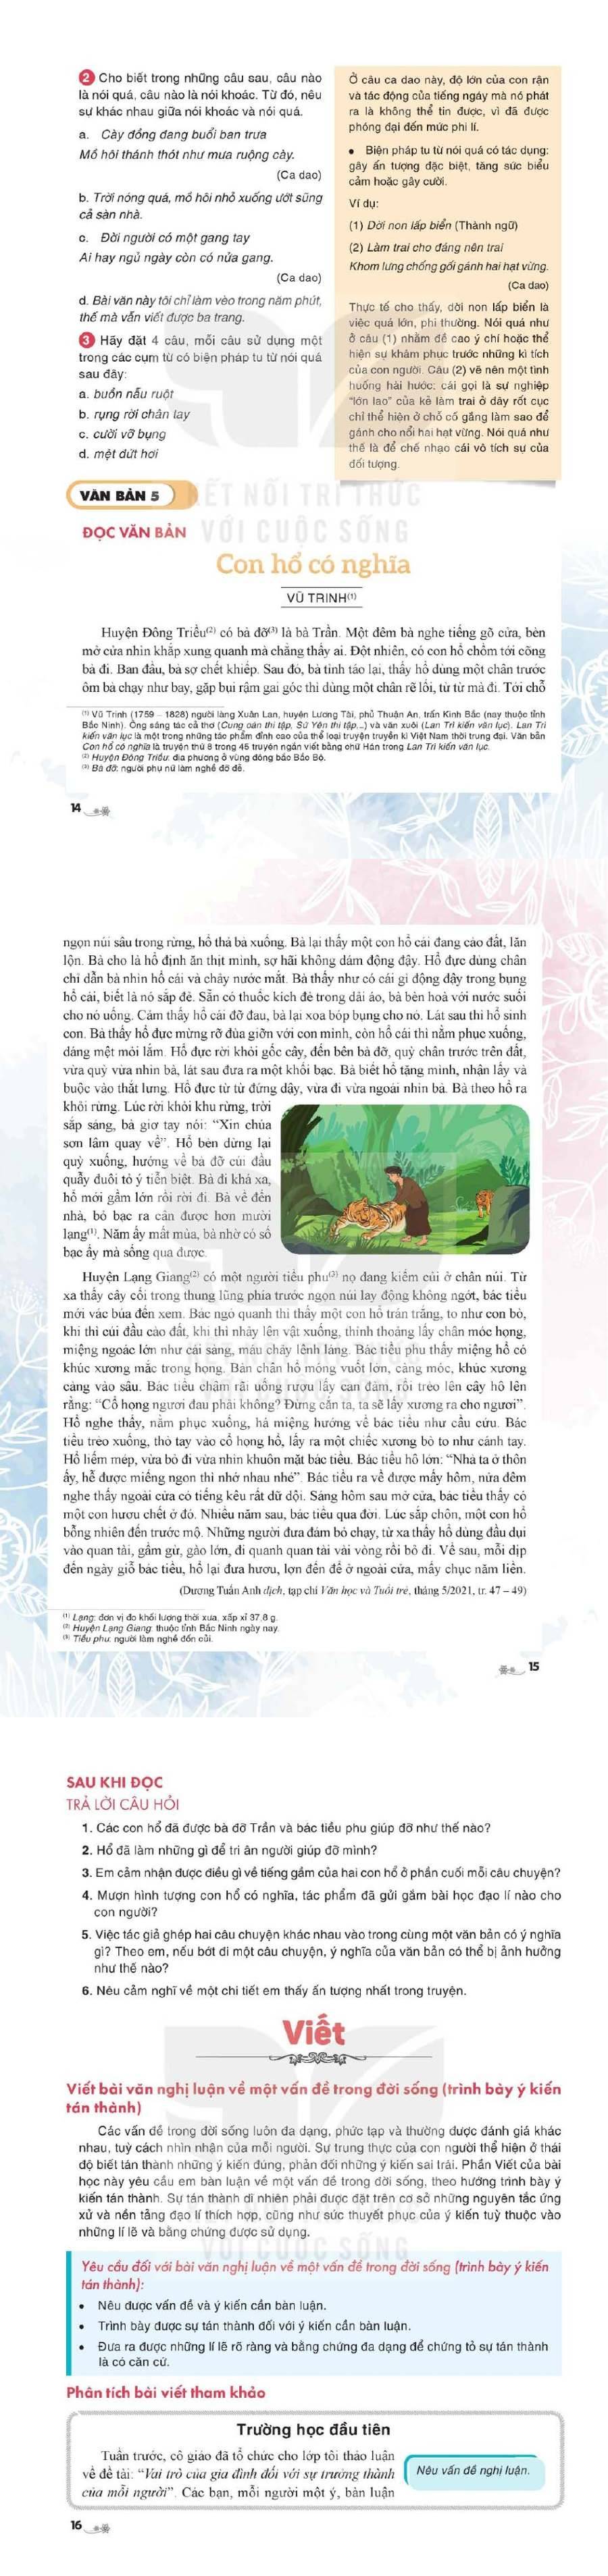 2 Cho biết trong những câu sau, câu nào
là nói quá, câu nào là nói khoác. Từ đó, nêu
sự khác nhau giữa nói khoác và nói quá.
a. Cày đồng đang buổi ban trưa
Mồ hôi thánh thót như mưa ruộng cày.
(Ca dao)
b. Trời nóng quá, mồ hôi nhỏ xuống ướt sũng
cả sàn nhà.
c. Đời người có một gang tay
Ai hay ngủ ngày còn có nửa gang.
(Ca dao)
d. Bài văn này tôi chỉ làm vào trong năm phút,
thế mà vẫn viết được ba trang.
3 Hãy đặt 4 câu, mỗi câu sử dụng một
trong các cụm từ có biện pháp tu từ nói quá
sau đây:
a. buồn nẫu ruột
b. rụng rời chân tay
c. cười vỡ bụng
d. mệt đứt hơi
Ở câu ca dao này, độ lớn của con rận
và tác động của tiếng ngáy mà nó phát
ra là không thể tin được, vì đã được
phóng đại đến mức phi lí.
• Biện pháp tu từ nói quá có tác dụng:
gây ấn tượng đặc biệt, tăng sức biểu
cảm hoặc gây cười.
Ví dụ:
(1) Dời non lấp biển (Thành ngữ)
(2) Làm trai cho đáng nên trai
Khom lưng chống gối gánh hai hạt vừng.
(Ca dao)
Thực tế cho thấy, dời non lấp biển là
việc quá lớn, phi thường. Nói quá như
ở câu (1) nhằm đề cao ý chí hoặc thể
hiện sự khâm phục trước những kì tích
của con người. Câu (2) vẽ nên một tình
huống hài hước: cái gọi là sự nghiệp
"lớn lao" của kẻ làm trai ở đây rốt cục
chỉ thể hiện ở chỗ cố gắng làm sao để
gánh cho nổi hai hạt vừng. Nói quá như
thế là để chế nhạo cái vô tích sự của
đối tượng.
KẾT NỐI TRI THỨC
VỚI CUỘC SỐNG
VĂN BẢN 5
ĐỌC VĂN BẢN
Con hổ có nghĩa
VŨ TRINH(1)
Huyện Đông Triều(2) có bà đỡ(3) là bà Trần. Một đêm bà nghe tiếng gõ cửa, bèn
mở cửa nhìn khắp xung quanh mà chẳng thấy ai. Đột nhiên, có con hổ chồm tới cõng
bà đi. Ban đầu, bà sợ chết khiếp. Sau đó, bà tỉnh táo lại, thấy hổ dùng một chân trước
ôm bà chạy như bay, gặp bụi rậm gai góc thì dùng một chân rẽ lối, từ từ mà đi. Tới chỗ
(1) Vũ Trinh (1759 – 1828) người làng Xuân Lan, huyện Lương Tài, phủ Thuận An, trấn Kinh Bắc (nay thuộc tỉnh
Bắc Ninh). Ông sáng tác cả thơ (Cung oán thi tập, Sứ Yên thi tập...) và văn xuôi (Lan Trì kiến văn lục). Lan Trì
kiến văn lục là một trong những tác phẩm đỉnh cao của thể loại truyện truyền kì Việt Nam thời trung đại. Văn bản
Con hổ có nghĩa là truyện thứ 8 trong 45 truyện ngắn viết bằng chữ Hán trong Lan Trì kiến văn lục.
(2) Huyện Đông Triều: địa phương ở vùng đông bắc Bắc Bộ.
(3) Bà đỡ: người phụ nữ làm nghề đỡ đẻ.
14
ngọn núi sâu trong rừng, hổ thả bà xuống. Bà lại thấy một con hổ cái đang cào đất, lăn
lộn. Bà cho là hổ định ăn thịt mình, sợ hãi không dám động đậy. Hổ đực dùng chân
chỉ dẫn bà nhìn hổ cái và chảy nước mắt. Bà thấy như có cái gì động đậy trong bụng
hổ cái, biết là nó sắp đẻ. Sẵn có thuốc kích đẻ trong dải áo, bà bèn hoà với nước suối
cho nó uống. Cảm thấy hổ cái đỡ đau, bà lại xoa bóp bụng cho nó. Lát sau thì hổ sinh
con. Bà thấy hổ đực mừng rỡ đùa giỡn với con mình, còn hổ cái thì nằm phục xuống,
dáng mệt mỏi lắm. Hổ đực rời khỏi gốc cây, đến bên bà đỡ, quỳ chân trước trên đất,
vừa quỳ vừa nhìn bà, lát sau đưa ra một khối bạc. Bà biết hổ tặng mình, nhận lấy và
buộc vào thắt lưng. Hổ đực từ từ đứng dậy, vừa đi vừa ngoái nhìn bà. Bà theo hổ ra
khỏi rừng. Lúc rời khỏi khu rừng, trời
sắp sáng, bà giơ tay nói: "Xin chúa
sơn lâm quay về". Hổ bèn dừng lại
quỳ xuống, hướng về bà đỡ cúi đầu
quẫy đuôi tỏ ý tiễn biệt. Bà đi khá xa,
hổ mới gầm lớn rồi rời đi. Bà về đến
nhà, bỏ bạc ra cân được hơn mười
lạng(1). Năm ấy mất mùa, bà nhờ có số
bạc ấy mà sống qua được.
Huyện Lạng Giang(2) có một người tiều phu(3) nọ đang kiếm củi ở chân núi. Từ
xa thấy cây cối trong thung lũng phía trước ngọn núi lay động không ngớt, bác tiều
mới vác búa đến xem. Bác ngó quanh thì thấy một con hổ trán trắng, to như con bò,
khi thì cúi đầu cào đất, khi thì nhảy lên vật xuống, thỉnh thoảng lấy chân móc họng,
miệng ngoác lớn như cái sàng, máu chảy lênh láng. Bác tiều phu thấy miệng hổ có
khúc xương mắc trong họng. Bàn chân hổ móng vuốt lớn, càng móc, khúc xương
càng vào sâu. Bác tiều chậm rãi uống rượu lấy can đảm, rồi trèo lên cây hô lên
rằng: "Cổ họng ngươi đau phải không? Đừng cắn ta, ta sẽ lấy xương ra cho ngươi".
Hổ nghe thấy, nằm phục xuống, há miệng hướng về bác tiều như cầu cứu. Bác
tiều trèo xuống, thò tay vào cổ họng hổ, lấy ra một chiếc xương bò to như cánh tay.
Hổ liếm mép, vừa bỏ đi vừa nhìn khuôn mặt bác tiều. Bác tiều hô lớn: "Nhà ta ở thôn
ấy, hễ được miếng ngon thì nhớ nhau nhé". Bác tiều ra về được mấy hôm, nửa đêm
nghe thấy ngoài cửa có tiếng kêu rất dữ dội. Sáng hôm sau mở cửa, bác tiều thấy có
một con hươu chết ở đó. Nhiều năm sau, bác tiều qua đời. Lúc sắp chôn, một con hổ
bỗng nhiên đến trước mộ. Những người đưa đám bỏ chạy, từ xa thấy hổ dùng đầu dụi
vào quan tài, gầm gừ, gào lớn, đi quanh quan tài vài vòng rồi bỏ đi. Về sau, mỗi dịp
đến ngày giỗ bác tiều, hổ lại đưa hươu, lợn đến để ở ngoài cửa, mấy chục năm liền.
(Dương Tuấn Anh dịch, tạp chí Văn học và Tuổi trẻ, tháng 5/2021, tr. 47 – 49)
(1) Lạng: đơn vị đo khối lượng thời xưa, xấp xỉ 37,8 g.
(2) Huyện Lạng Giang: thuộc tỉnh Bắc Ninh ngày nay.
(3) Tiều phu: người làm nghề đốn củi.
15
SAU KHI ĐỌC
TRẢ LỜI CÂU HỎI
1. Các con hổ đã được bà đỡ Trần và bác tiều phu giúp đỡ như thế nào?
2. Hổ đã làm những gì để tri ân người giúp đỡ mình?
3. Em cảm nhận được điều gì về tiếng gầm của hai con hổ ở phần cuối mỗi câu chuyện?
4. Mượn hình tượng con hổ có nghĩa, tác phẩm đã gửi gắm bài học đạo lí nào cho
con người?
5. Việc tác giả ghép hai câu chuyện khác nhau vào trong cùng một văn bản có ý nghĩa
gì? Theo em, nếu bớt đi một câu chuyện, ý nghĩa của văn bản có thể bị ảnh hưởng
như thế nào?
6. Nêu cảm nghĩ về một chi tiết em thấy ấn tượng nhất trong truyện.
Viết
Viết bài văn nghị luận về một vấn đề trong đời sống (trình bày ý kiến
tán thành)
Các vấn đề trong đời sống luôn đa dạng, phức tạp và thường được đánh giá khác
nhau, tuỳ cách nhìn nhận của mỗi người. Sự trung thực của con người thể hiện ở thái
độ biết tán thành những ý kiến đúng, phản đối những ý kiến sai trái. Phần Viết của bài
học này yêu cầu em bàn luận về một vấn đề trong đời sống, theo hướng trình bày ý
kiến tán thành. Sự tán thành dĩ nhiên phải được đặt trên cơ sở những nguyên tắc ứng
xử và nền tảng đạo lí thích hợp, cũng như sức thuyết phục của ý kiến tuỳ thuộc vào
những lí lẽ và bằng chứng được sử dụng.
VỚI CUỘC SỐNG
Yêu cầu đối với bài văn nghị luận về một vấn đề trong đời sống (trình bày ý kiến
tán thành):
• Nêu được vấn đề và ý kiến cần bàn luận.
• Trình bày được sự tán thành đối với ý kiến cần bàn luận.
• Đưa ra được những lí lẽ rõ ràng và bằng chứng đa dạng để chứng tỏ sự tán thành
là có căn cứ.
Phân tích bài viết tham khảo
Trường học đầu tiên
Tuần trước, cô giáo đã tổ chức cho lớp tôi thảo luận
về đề tài: "Vai trò của gia đình đối với sự trưởng thành
của mỗi người". Các bạn, mỗi người một ý, bàn luận
Nêu vấn đề nghị luận.
16